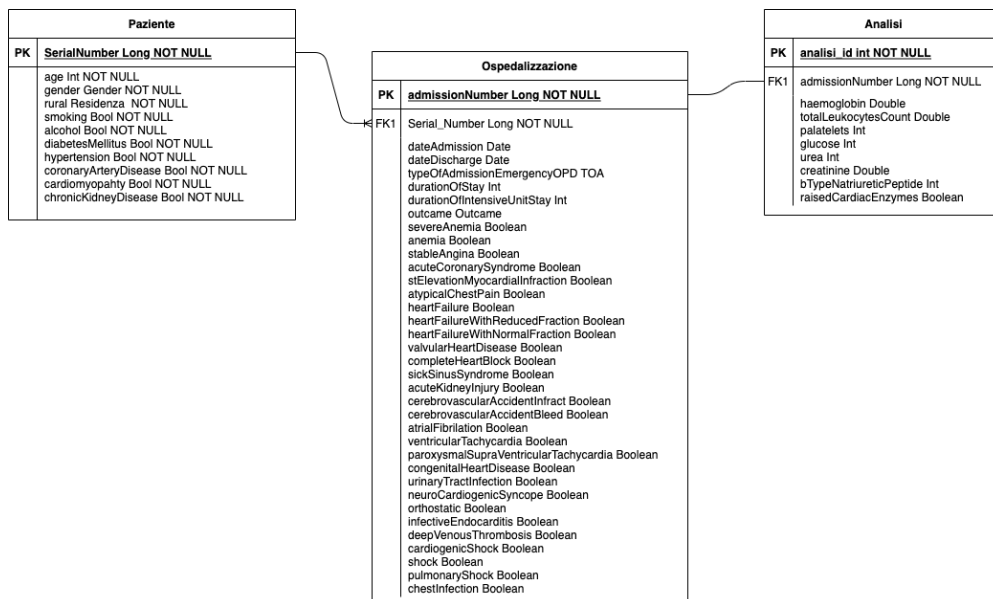 Paziente
PK SerialNumber Long NOT NULL
age Int NOT NULL
gender Gender NOT NULL
rural Residenza NOT NULL
smoking Bool NOT NULL
alcohol Bool NOT NULL
diabetesMellitus Bool NOT NULL
hypertension Bool NOT NULL
coronaryArteryDisease Bool NOT NULL
cardiomyopahty Bool NOT NULL
chronicKidneyDisease Bool NOT NULL
Ospedalizzazione
PK admissionNumber Long NOT NULL
FK1 Serial_Number Long NOT NULL
dateAdmission Date
dateDischarge Date
typeOfAdmissionEmergencyOPD TOA
durationOfStay Int
durationOfIntensiveUnitStay Int
outcame Outcame
severeAnemia Boolean
anemia Boolean
stableAngina Boolean
acuteCoronarySyndrome Boolean
stElevationMyocardialInfraction Boolean
atypicalChestPain Boolean
heartFailure Boolean
heartFailureWithReducedFraction Boolean
heartFailureWithNormalFraction Boolean
valvularHeartDisease Boolean
completeHeartBlock Boolean
sickSinusSyndrome Boolean
acuteKidneyInjury Boolean
cerebrovascularAccidentInfract Boolean
cerebrovascularAccidentBleed Boolean
atrialFibrilation Boolean
ventricularTachycardia Boolean
paroxysmalSupraVentricularTachycardia Boolean
congenitalHeartDisease Boolean
urinaryTractInfection Boolean
neuroCardiogenicSyncope Boolean
orthostatic Boolean
infectiveEndocarditis Boolean
deepVenousThrombosis Boolean
cardiogenicShock Boolean
shock Boolean
pulmonaryShock Boolean
chestInfection Boolean
Analisi
PK analisi_id int NOT NULL
FK1 admissionNumber Long NOT NULL
haemoglobin Double
totalLeukocytesCount Double
palatelets Int
glucose Int
urea Int
creatinine Double
bTypeNatriureticPeptide Int
raisedCardiacEnzymes Boolean